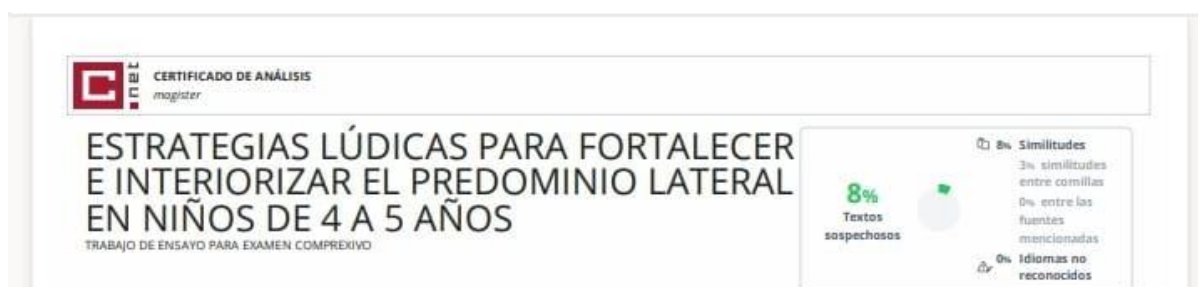 C
.net
CERTIFICADO DE ANÁLISIS
magister
ESTRATEGIAS LÚDICAS PARA FORTALECER
E INTERIORIZAR EL PREDOMINIO LATERAL
EN NIÑOS DE 4 A 5 AÑOS
TRABAJO DE ENSAYO PARA EXAMEN COMPREXIVO
8%
Textos
sospechosos
8% Similitudes
3% similitudes
entre comillas
0% entre las
fuentes
mencionadas
0% Idiomas no
reconocidos